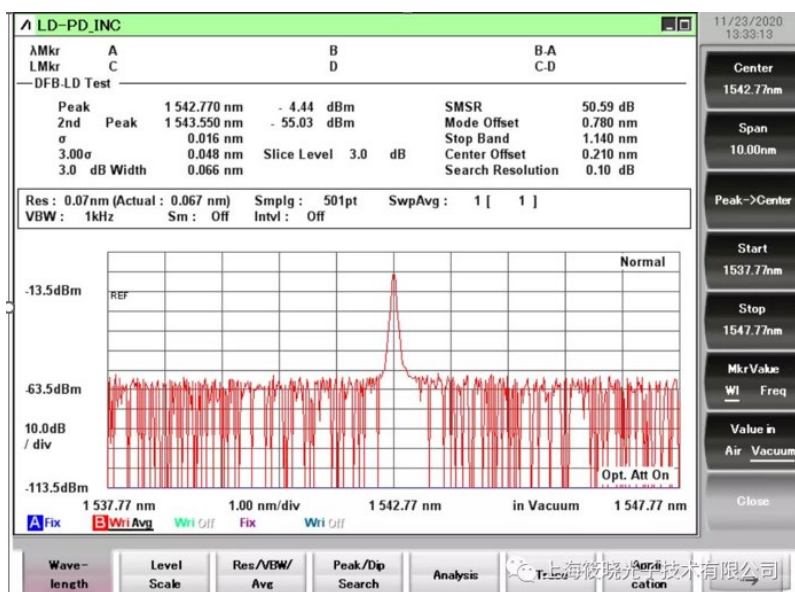 LD-PD_INC
11/23/2020
13:33:13
λMkr A B B-A
LMkr C D C-D
DFB-LD Test
Peak 1 542.770 nm - 4.44 dBm SMSR 50.59 dB
2nd Peak 1 543.550 nm - 55.03 dBm Mode Offset 0.780 nm
σ 0.016 nm Stop Band 1.140 nm
3.00σ 0.048 nm Slice Level 3.0 dB Center Offset 0.210 nm
3.0 dB Width 0.066 nm Search Resolution 0.10 dB
Res : 0.07nm (Actual : 0.067 nm) Smplg : 501pt SwpAvg : 1 [ 1 ]
VBW : 1kHz Sm : Off Intvl : Off
Normal
-13.5dBm
REF
-63.5dBm
10.0dB
/ div
Opt. Att On
-113.5dBm
1 537.77 nm 1.00 nm/div 1 542.77 nm in Vacuum 1 547.77 nm
A Fix B Wri Avg Wri Off Fix Wri Off
Center
1542.77nm
Span
10.00nm
Peak->Center
Start
1537.77nm
Stop
1547.77nm
Mkr Value
Wl Freq
Value in
Air Vacuum
Close
Wave-
length
Level
Scale
Res/VBW/
Avg
Peak/Dip
Search
Analysis
Trace
Appli-
cation
上海筱晓光子技术有限公司